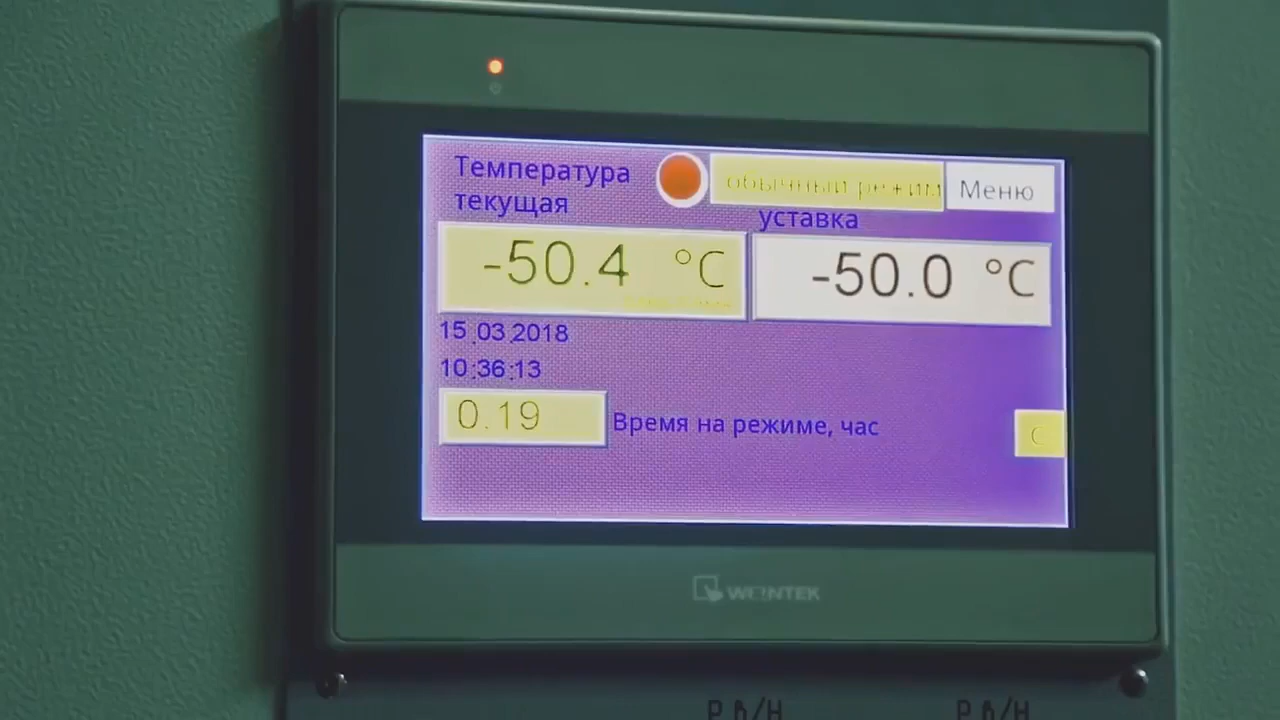 Температура
текущая
обычный режим
Меню
уставка
-50.4 °C
-50.0 °C
15.03.2018
10:36:13
0.19
Время на режиме, час
C
WEINTEK